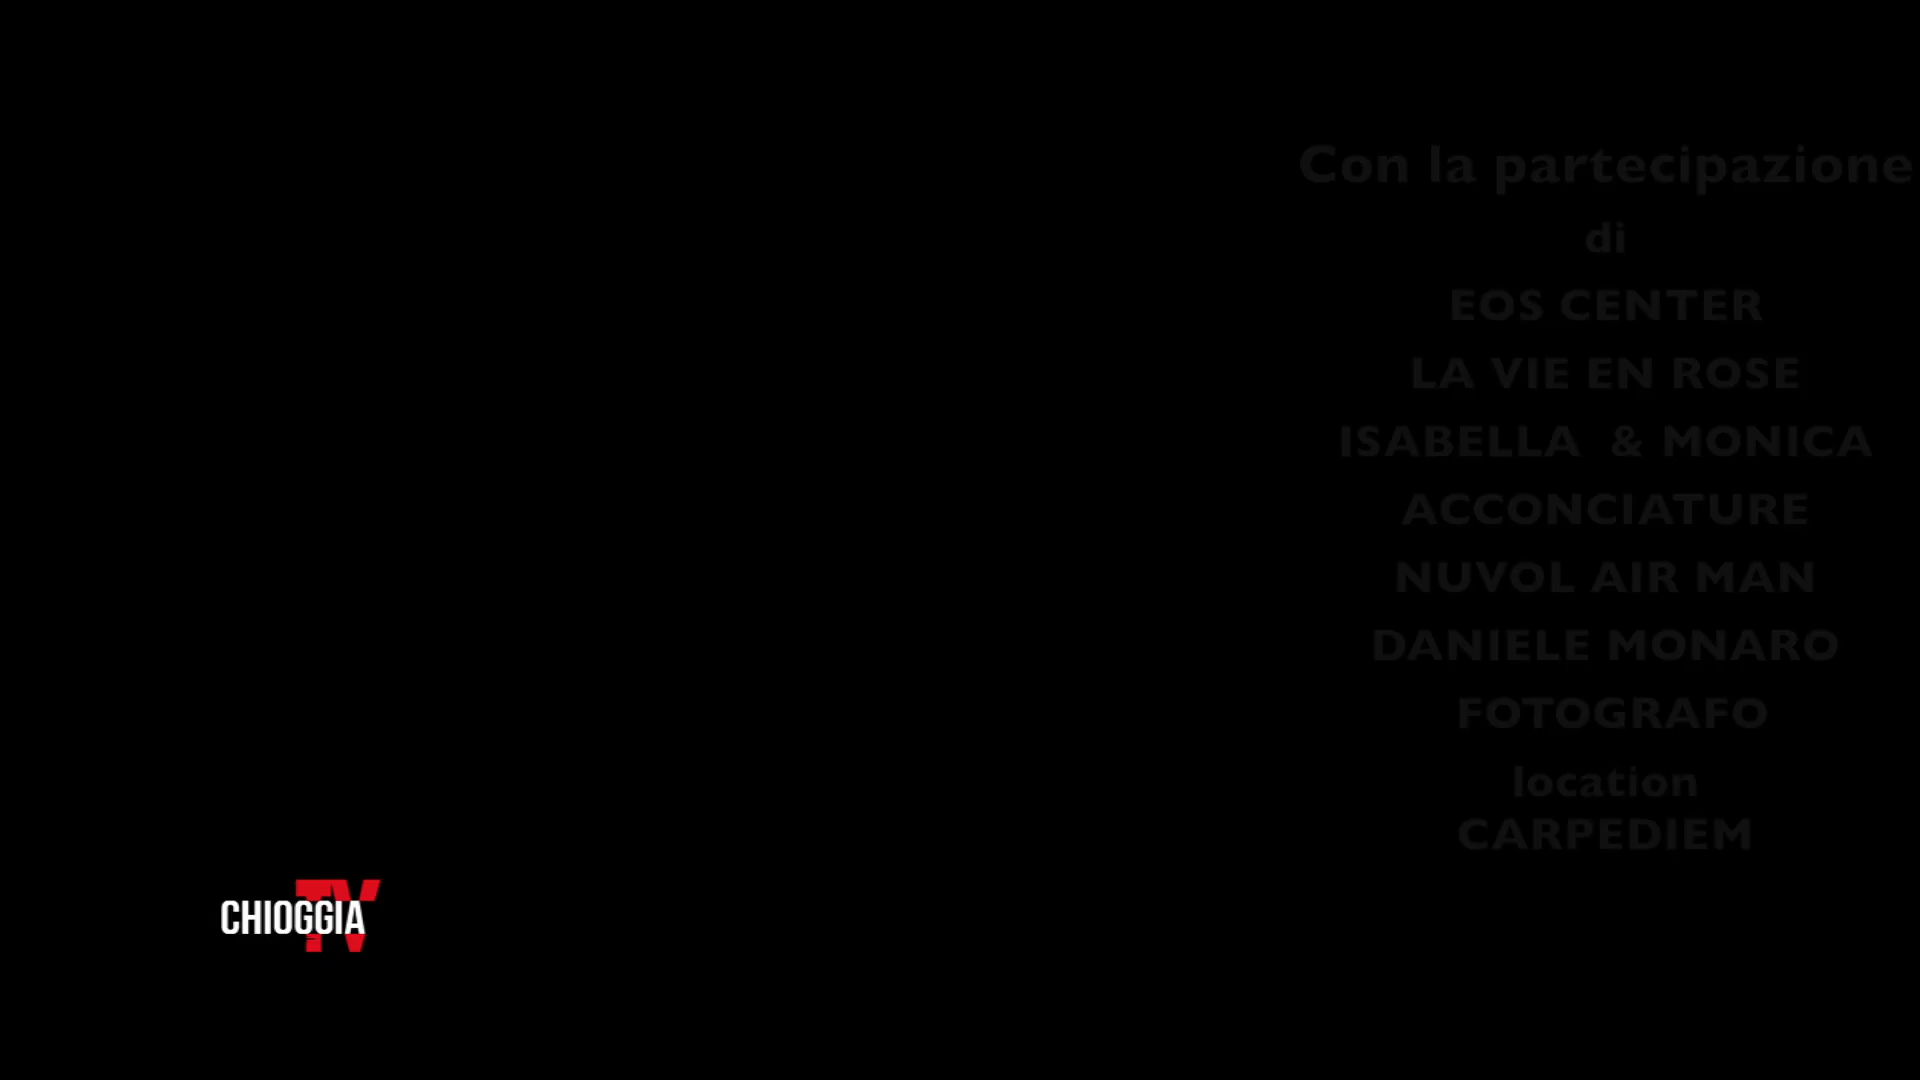 Con la partecipazione
di
EOS CENTER
LA VIE EN ROSE
ISABELLA & MONICA
ACCONCIATURE
NUVOL AIR MAN
DANIELE MONARO
FOTOGRAFO
location
CARPEDIEM
CHIOGGIA TV